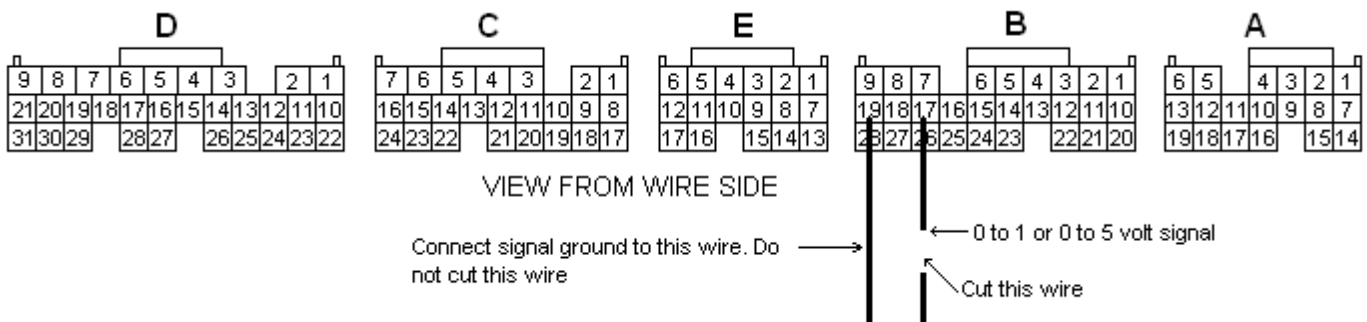 D C E B A
9 8 7 6 5 4 3 2 1 7 6 5 4 3 2 1 6 5 4 3 2 1 9 8 7 6 5 4 3 2 1 6 5 4 3 2 1
21 20 19 18 17 16 15 14 13 12 11 10 16 15 14 13 12 11 10 9 8 12 11 10 9 8 7 19 18 17 16 15 14 13 12 11 10 13 12 11 10 9 8 7
31 30 29 28 27 26 25 24 23 22 24 23 22 21 20 19 18 17 17 16 15 14 13 28 27 26 25 24 23 22 21 20 19 18 17 16 15 14
VIEW FROM WIRE SIDE
0 to 1 or 0 to 5 volt signal
Connect signal ground to this wire. Do
not cut this wire
Cut this wire